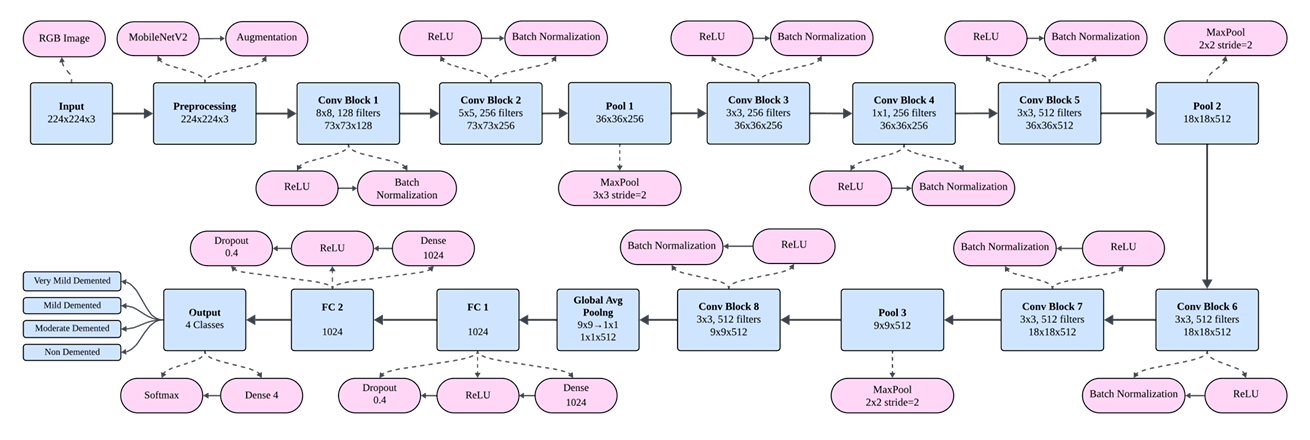 RGB Image
MobileNetV2
Augmentation
ReLU
Batch Normalization
ReLU
Batch Normalization
ReLU
Batch Normalization
MaxPool
2x2 stride=2
Input
224x224x3
Preprocessing
224x224x3
Conv Block 1
8x8, 128 filters
73x73x128
Conv Block 2
5x5, 256 filters
73x73x256
Pool 1
36x36x256
Conv Block 3
3x3, 256 filters
36x36x256
Conv Block 4
1x1, 256 filters
36x36x256
Conv Block 5
3x3, 512 filters
36x36x512
Pool 2
18x18x512
ReLU
Batch
Normalization
MaxPool
3x3 stride=2
ReLU
Batch Normalization
Dropout
0.4
ReLU
Dense
1024
Batch Normalization
ReLU
Batch Normalization
ReLU
Very Mild Demented
Mild Demented
Moderate Demented
Non Demented
Output
4 Classes
FC 2
1024
FC 1
1024
Global Avg
Poolng
9x9→1x1
1x1x512
Conv Block 8
3x3, 512 filters
9x9x512
Pool 3
9x9x512
Conv Block 7
3x3, 512 filters
18x18x512
Conv Block 6
3x3, 512 filters
18x18x512
Softmax
Dense 4
Dropout
0.4
ReLU
Dense
1024
MaxPool
2x2 stride=2
Batch Normalization
ReLU